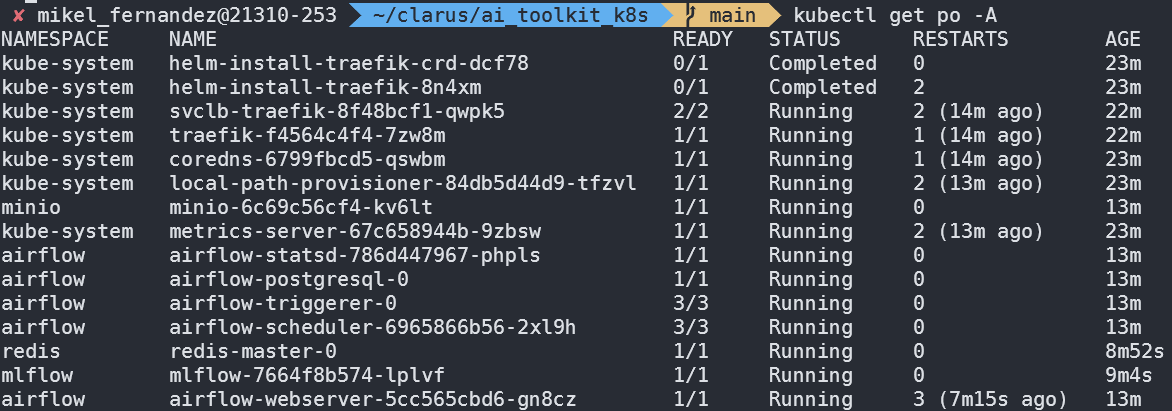 ✘ mikel_fernandez@21310-253 ~/clarus/ai_toolkit_k8s main kubectl get po -A
NAMESPACE NAME READY STATUS RESTARTS AGE
kube-system helm-install-traefik-crd-dcf78 0/1 Completed 0 23m
kube-system helm-install-traefik-8n4xm 0/1 Completed 2 23m
kube-system svclb-traefik-8f48bcf1-qwpk5 2/2 Running 2 (14m ago) 22m
kube-system traefik-f4564c4f4-7zw8m 1/1 Running 1 (14m ago) 22m
kube-system coredns-6799fbcd5-qswbm 1/1 Running 1 (14m ago) 23m
kube-system local-path-provisioner-84db5d44d9-tfzvl 1/1 Running 2 (13m ago) 23m
minio minio-6c69c56cf4-kv6lt 1/1 Running 0 13m
kube-system metrics-server-67c658944b-9zbsw 1/1 Running 2 (13m ago) 23m
airflow airflow-statsd-786d447967-phpls 1/1 Running 0 13m
airflow airflow-postgresql-0 1/1 Running 0 13m
airflow airflow-triggerer-0 3/3 Running 0 13m
airflow airflow-scheduler-6965866b56-2xl9h 3/3 Running 0 13m
redis redis-master-0 1/1 Running 0 8m52s
mlflow mlflow-7664f8b574-lplvf 1/1 Running 0 9m4s
airflow airflow-webserver-5cc565cbd6-gn8cz 1/1 Running 3 (7m15s ago) 13m